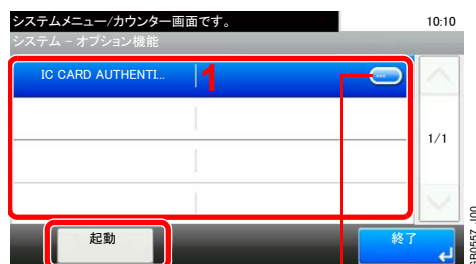 システムメニュー/カウンター画面です。
10:10
システム - オプション機能
IC CARD AUTHENTI...
1
...
1/1
起動
終了